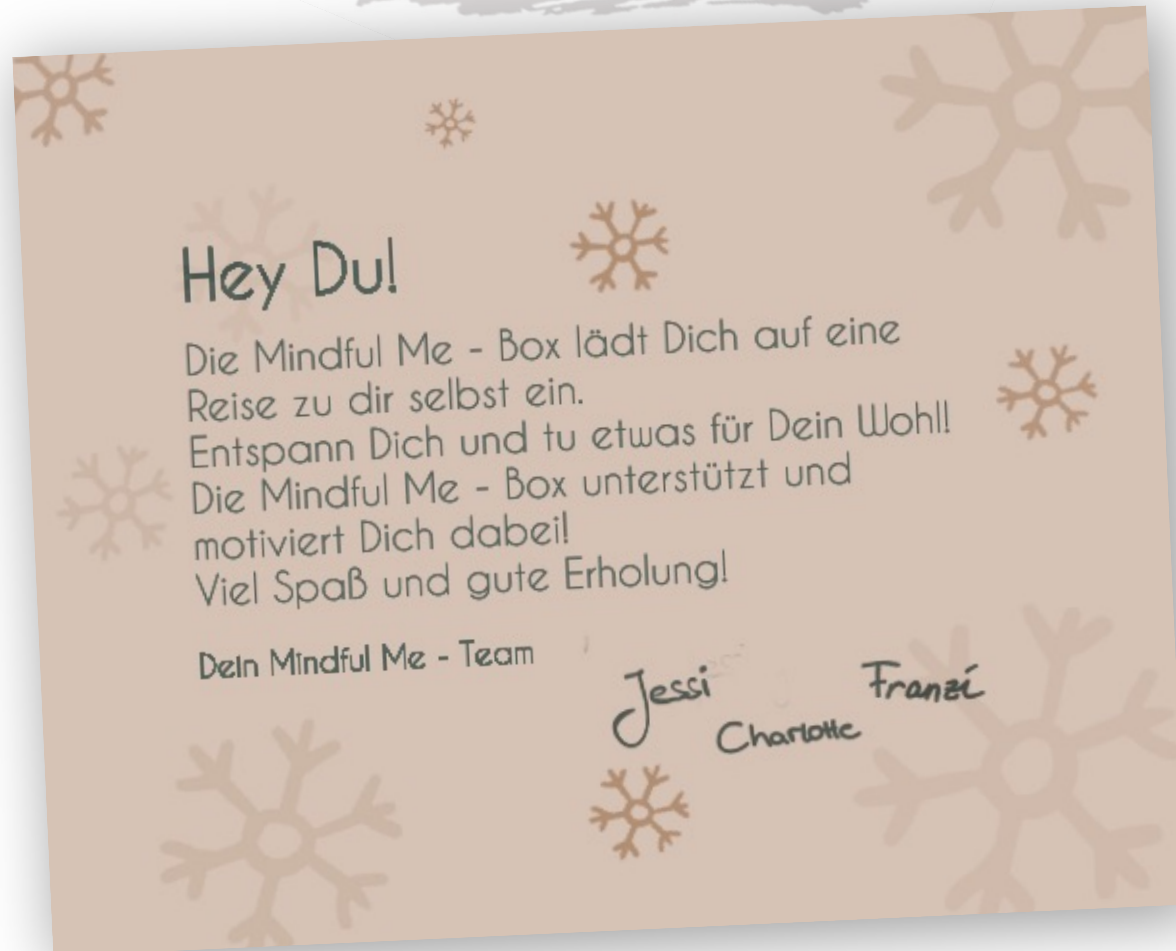 Hey Du!
Die Mindful Me - Box lädt Dich auf eine
Reise zu dir selbst ein.
Entspann Dich und tu etwas für Dein Wohl!
Die Mindful Me - Box unterstützt und
motiviert Dich dabei!
Viel Spaß und gute Erholung!
Dein Mindful Me - Team
Jessi
Franzi
Charlotte